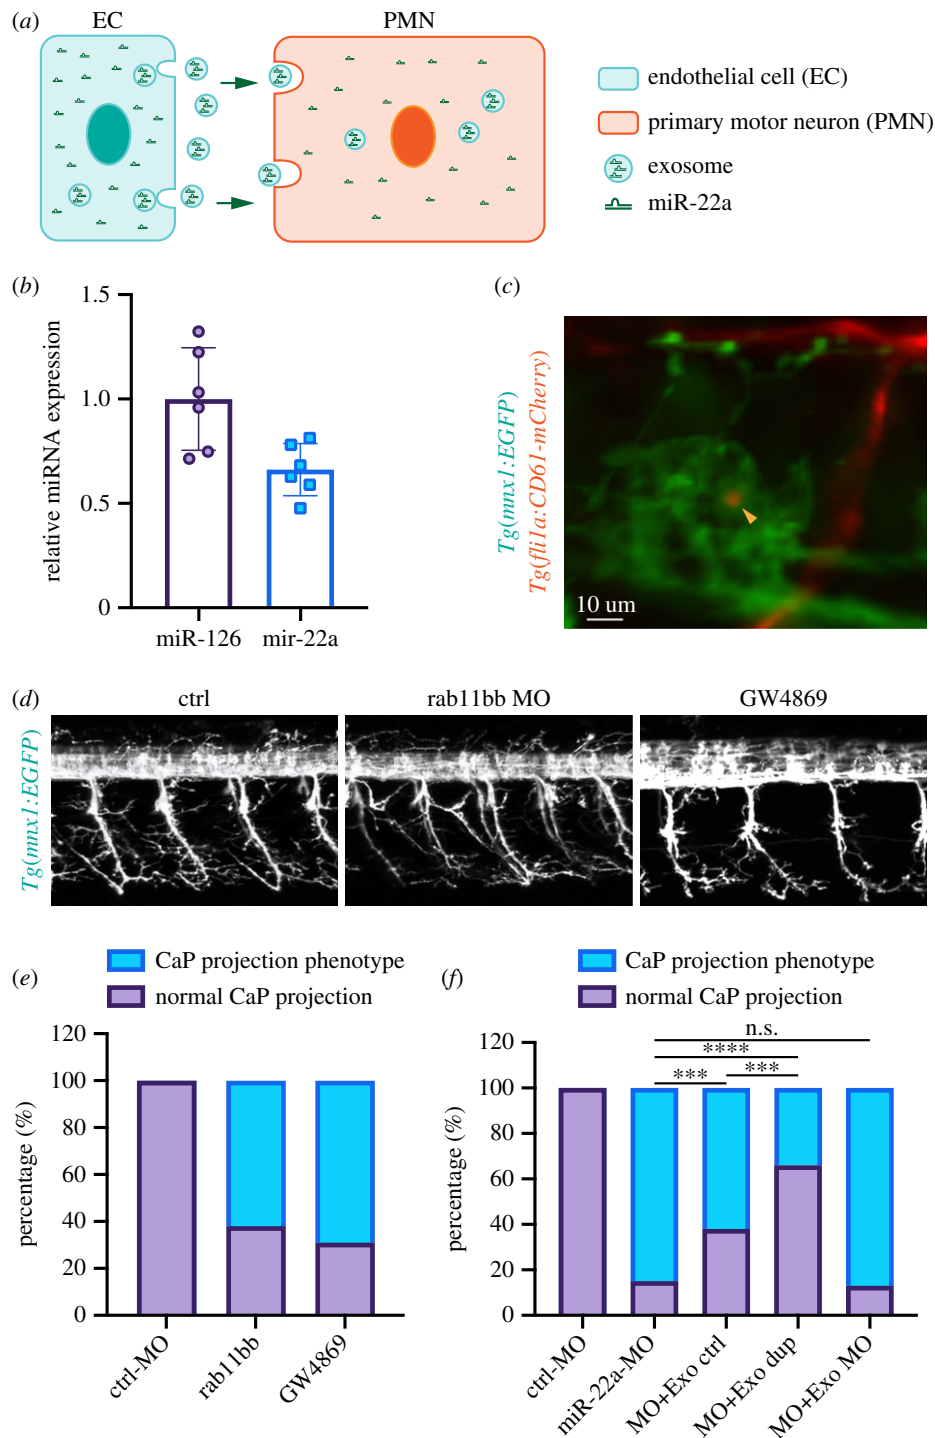 (a)
EC
PMN
endothelial cell (EC)
primary motor neuron (PMN)
exosome
miR-22a
(b)
relative miRNA expression
1.5
1.0
0.5
0
miR-126
mir-22a
(c)
Tg(mnx1:EGFP)
Tg(fli1a:CD61-mCherry)
10 um
(d)
ctrl
rab11bb MO
GW4869
Tg(mnx1:EGFP)
(e)
CaP projection phenotype
normal CaP projection
percentage (%)
120
100
80
60
40
20
0
ctrl-MO
rab11bb
GW4869
(f)
CaP projection phenotype
normal CaP projection
n.s.
****
*** ***
percentage (%)
120
100
80
60
40
20
0
ctrl-MO
miR-22a-MO
MO+Exo ctrl
MO+Exo dup
MO+Exo MO